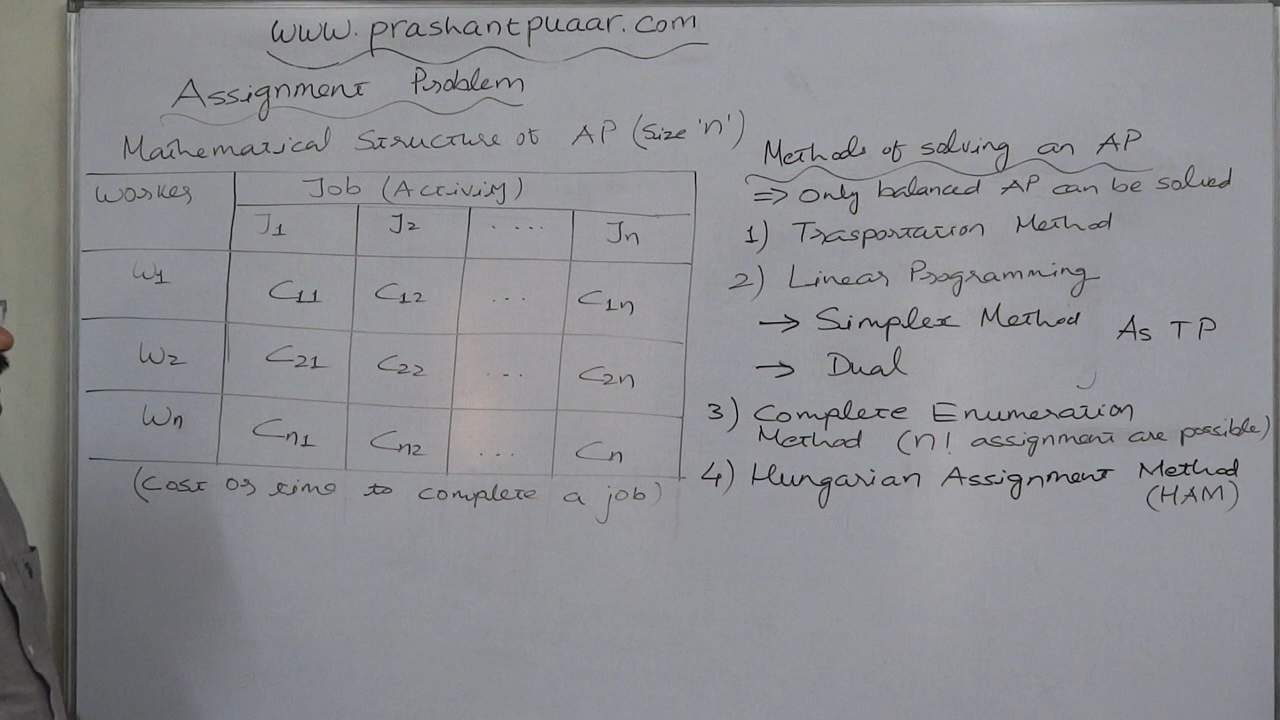 www.prashantpuaar.com
Assignment Problem
Mathematical Structure of AP (Size 'n')
Worker Job (Activity)
J1 J2 .... Jn
W1 C11 C12 ... C1n
W2 C21 C22 ... C2n
Wn Cn1 Cn2 ... Cn
(Cost or time to complete a job)
Methods of solving an AP
⇒ Only balanced AP can be solved
1) Trasportation Method
2) Linear Programming
→ Simplex Method As TP
→ Dual
3) Complete Enumeration
Method (n! assignment are possible)
4) Hungarian Assignment Method
(HAM)